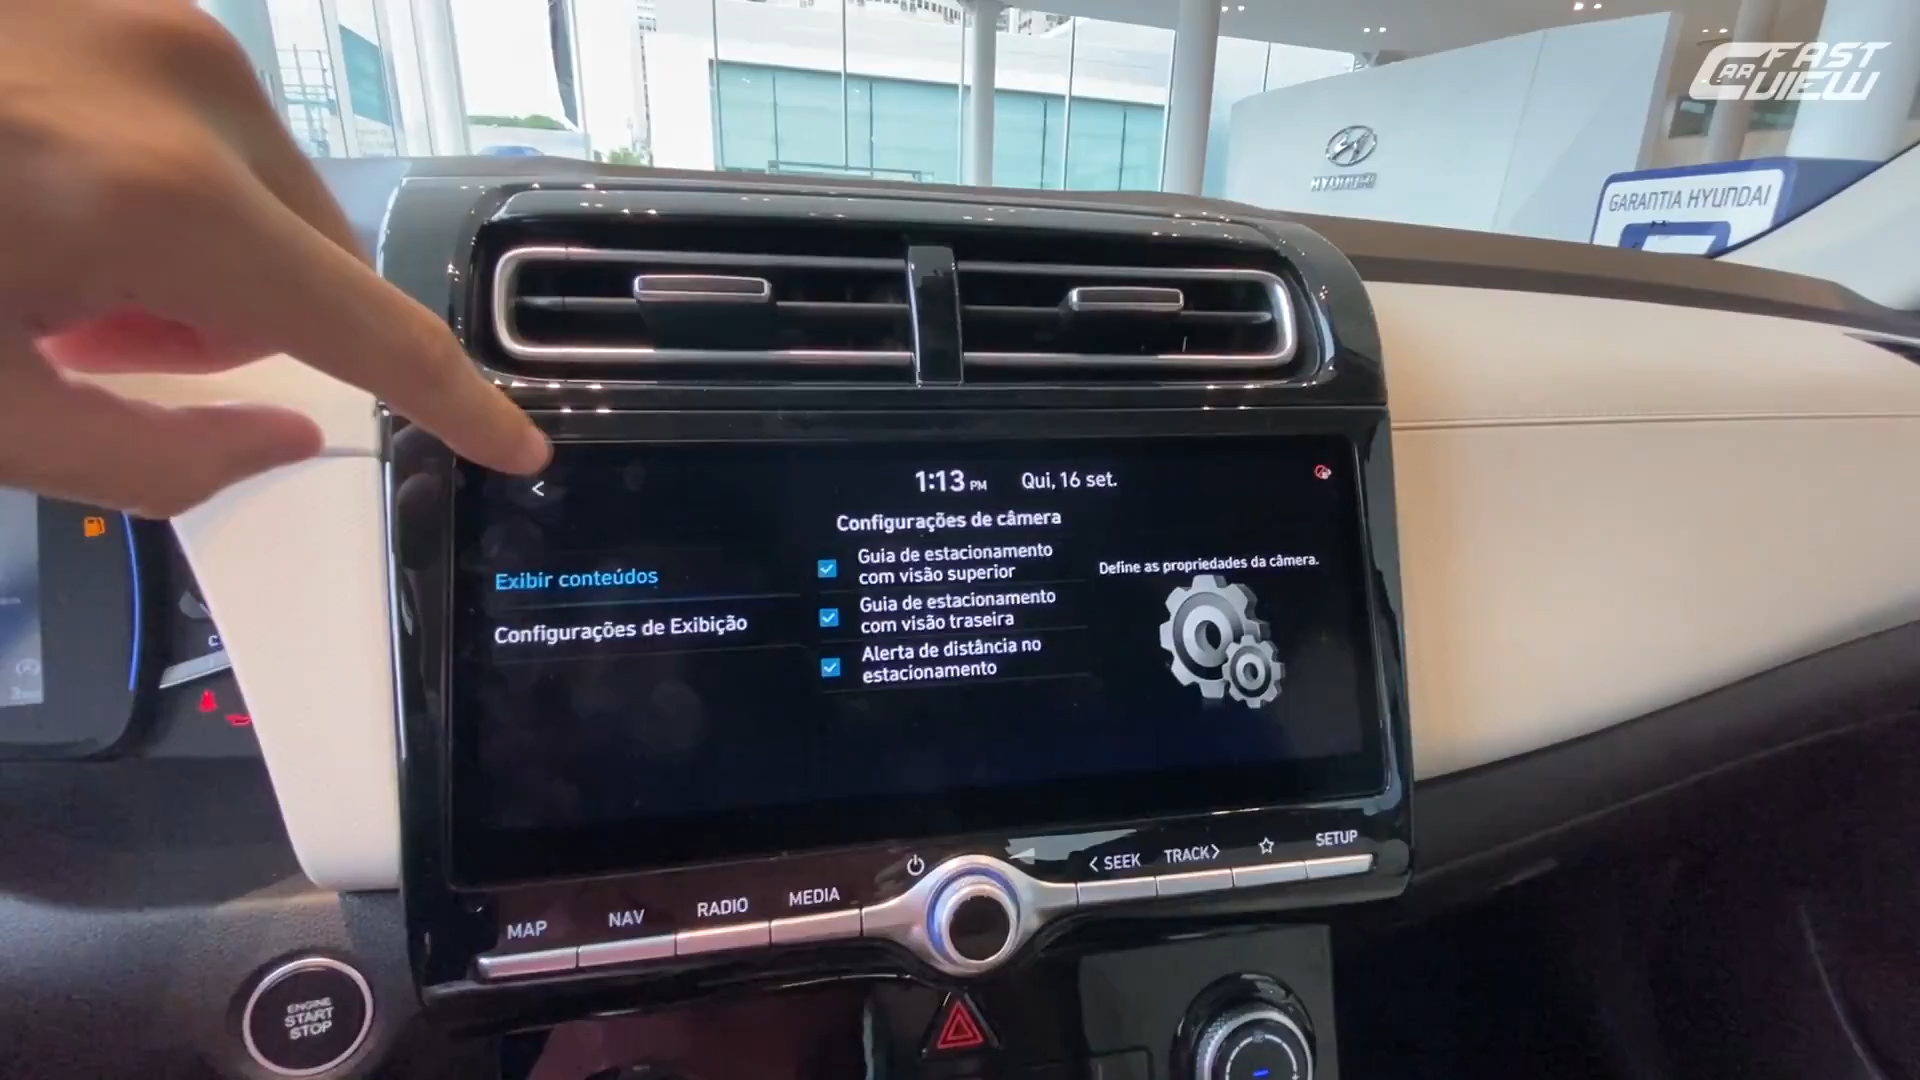 FAST
CAR VIEW
HYUNDAI
GARANTIA HYUNDAI
<
1:13 PM Qui, 16 set.
Configurações de câmera
Exibir conteúdos
Configurações de Exibição
Guia de estacionamento
com visão superior
Guia de estacionamento
com visão traseira
Alerta de distância no
estacionamento
Define as propriedades da câmera.
MAP NAV RADIO MEDIA < SEEK TRACK > SETUP
ENGINE
START
STOP